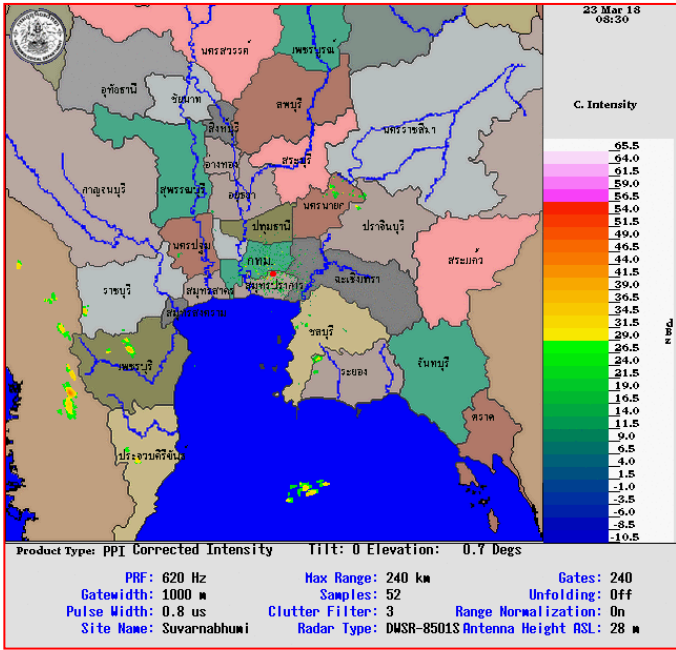 23 Mar 18
08:30
C. Intensity
นครสวรรค์
เพชรบูรณ์
อุทัยธานี
ชัยนาท
ลพบุรี
สิงห์บุรี
นครราชสีมา
อ่างทอง
สระบุรี
กาญจนบุรี
สุพรรณบุรี
อยุธยา
นครนายก
ปราจีนบุรี
ปทุมธานี
นครปฐม
กทม.
สระแก้ว
ราชบุรี
สมุทรสาคร
สมุทรปราการ
ฉะเชิงเทรา
สมุทรสงคราม
ชลบุรี
เพชรบุรี
ระยอง
จันทบุรี
ตราด
ประจวบคีรีขันธ์
65.5
64.0
61.5
59.0
56.5
54.0
51.5
49.0
46.5
44.0
41.5
39.0
36.5
34.0
31.5
29.0
26.5
24.0
21.5
19.0
16.5
14.0
11.5
9.0
6.5
4.0
1.5
-1.0
-3.5
-6.0
-8.5
-10.5
Product Type: PPI Corrected Intensity Tilt: 0 Elevation: 0.7 Degs
PRF: 620 Hz Max Range: 240 km Gates: 240
Gatewidth: 1000 m Samples: 52 Unfolding: Off
Pulse Width: 0.8 us Clutter Filter: 3 Range Normalization: On
Site Name: Suvarnabhumi Radar Type: DWSR-8501S Antenna Height ASL: 28 m